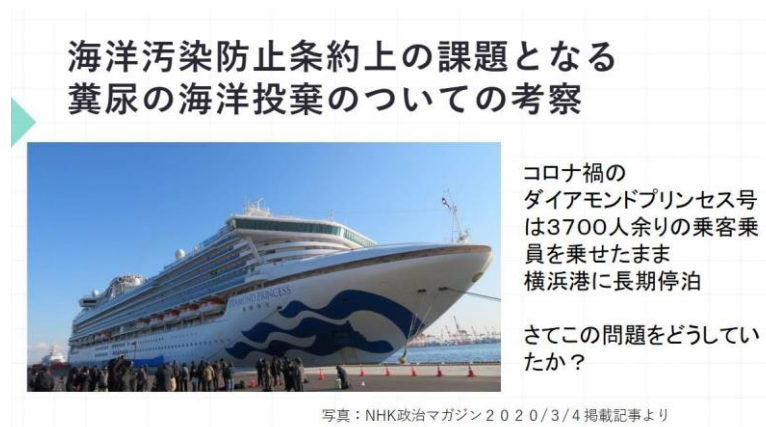 海洋汚染防止条約上の課題となる
糞尿の海洋投棄のついての考察
コロナ禍の
ダイアモンドプリンセス号
は3700人余りの乗客乗
員を乗せたまま
横浜港に長期停泊
さてこの問題をどうしてい
たか？
DIAMOND PRINCESS
写真：NHK政治マガジン２０２０/３/４掲載記事より